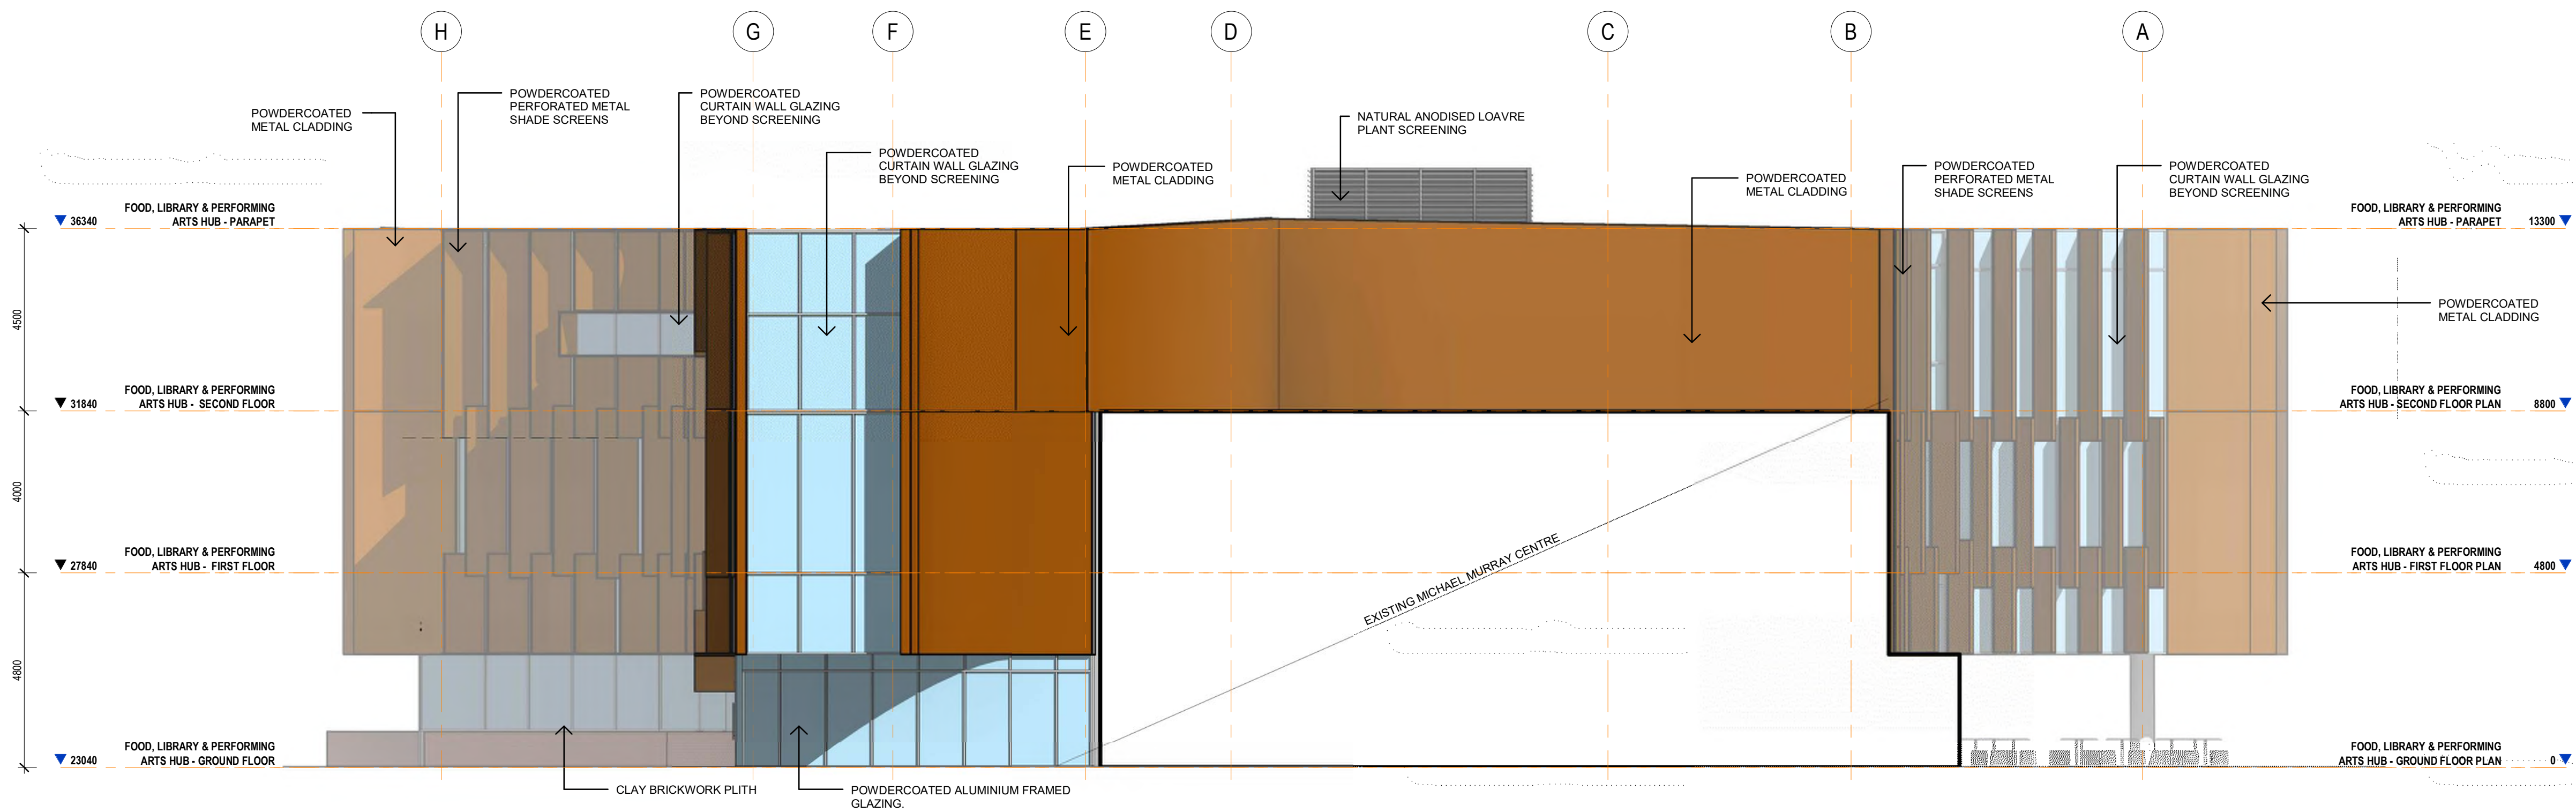 H
G
F
E
D
C
B
A
POWDERCOATED
METAL CLADDING
POWDERCOATED
PERFORATED METAL
SHADE SCREENS
POWDERCOATED
CURTAIN WALL GLAZING
BEYOND SCREENING
POWDERCOATED
CURTAIN WALL GLAZING
BEYOND SCREENING
POWDERCOATED
METAL CLADDING
NATURAL ANODISED LOAVRE
PLANT SCREENING
POWDERCOATED
METAL CLADDING
POWDERCOATED
PERFORATED METAL
SHADE SCREENS
POWDERCOATED
CURTAIN WALL GLAZING
BEYOND SCREENING
POWDERCOATED
METAL CLADDING
36340
FOOD, LIBRARY & PERFORMING
ARTS HUB - PARAPET
4500
31840
FOOD, LIBRARY & PERFORMING
ARTS HUB - SECOND FLOOR
4000
27840
FOOD, LIBRARY & PERFORMING
ARTS HUB - FIRST FLOOR
4800
23040
FOOD, LIBRARY & PERFORMING
ARTS HUB - GROUND FLOOR
EXISTING MICHAEL MURRAY CENTRE
FOOD, LIBRARY & PERFORMING
ARTS HUB - PARAPET 13300
FOOD, LIBRARY & PERFORMING
ARTS HUB - SECOND FLOOR PLAN 8800
FOOD, LIBRARY & PERFORMING
ARTS HUB - FIRST FLOOR PLAN 4800
FOOD, LIBRARY & PERFORMING
ARTS HUB - GROUND FLOOR PLAN 0
CLAY BRICKWORK PLITH
POWDERCOATED ALUMINIUM FRAMED
GLAZING.